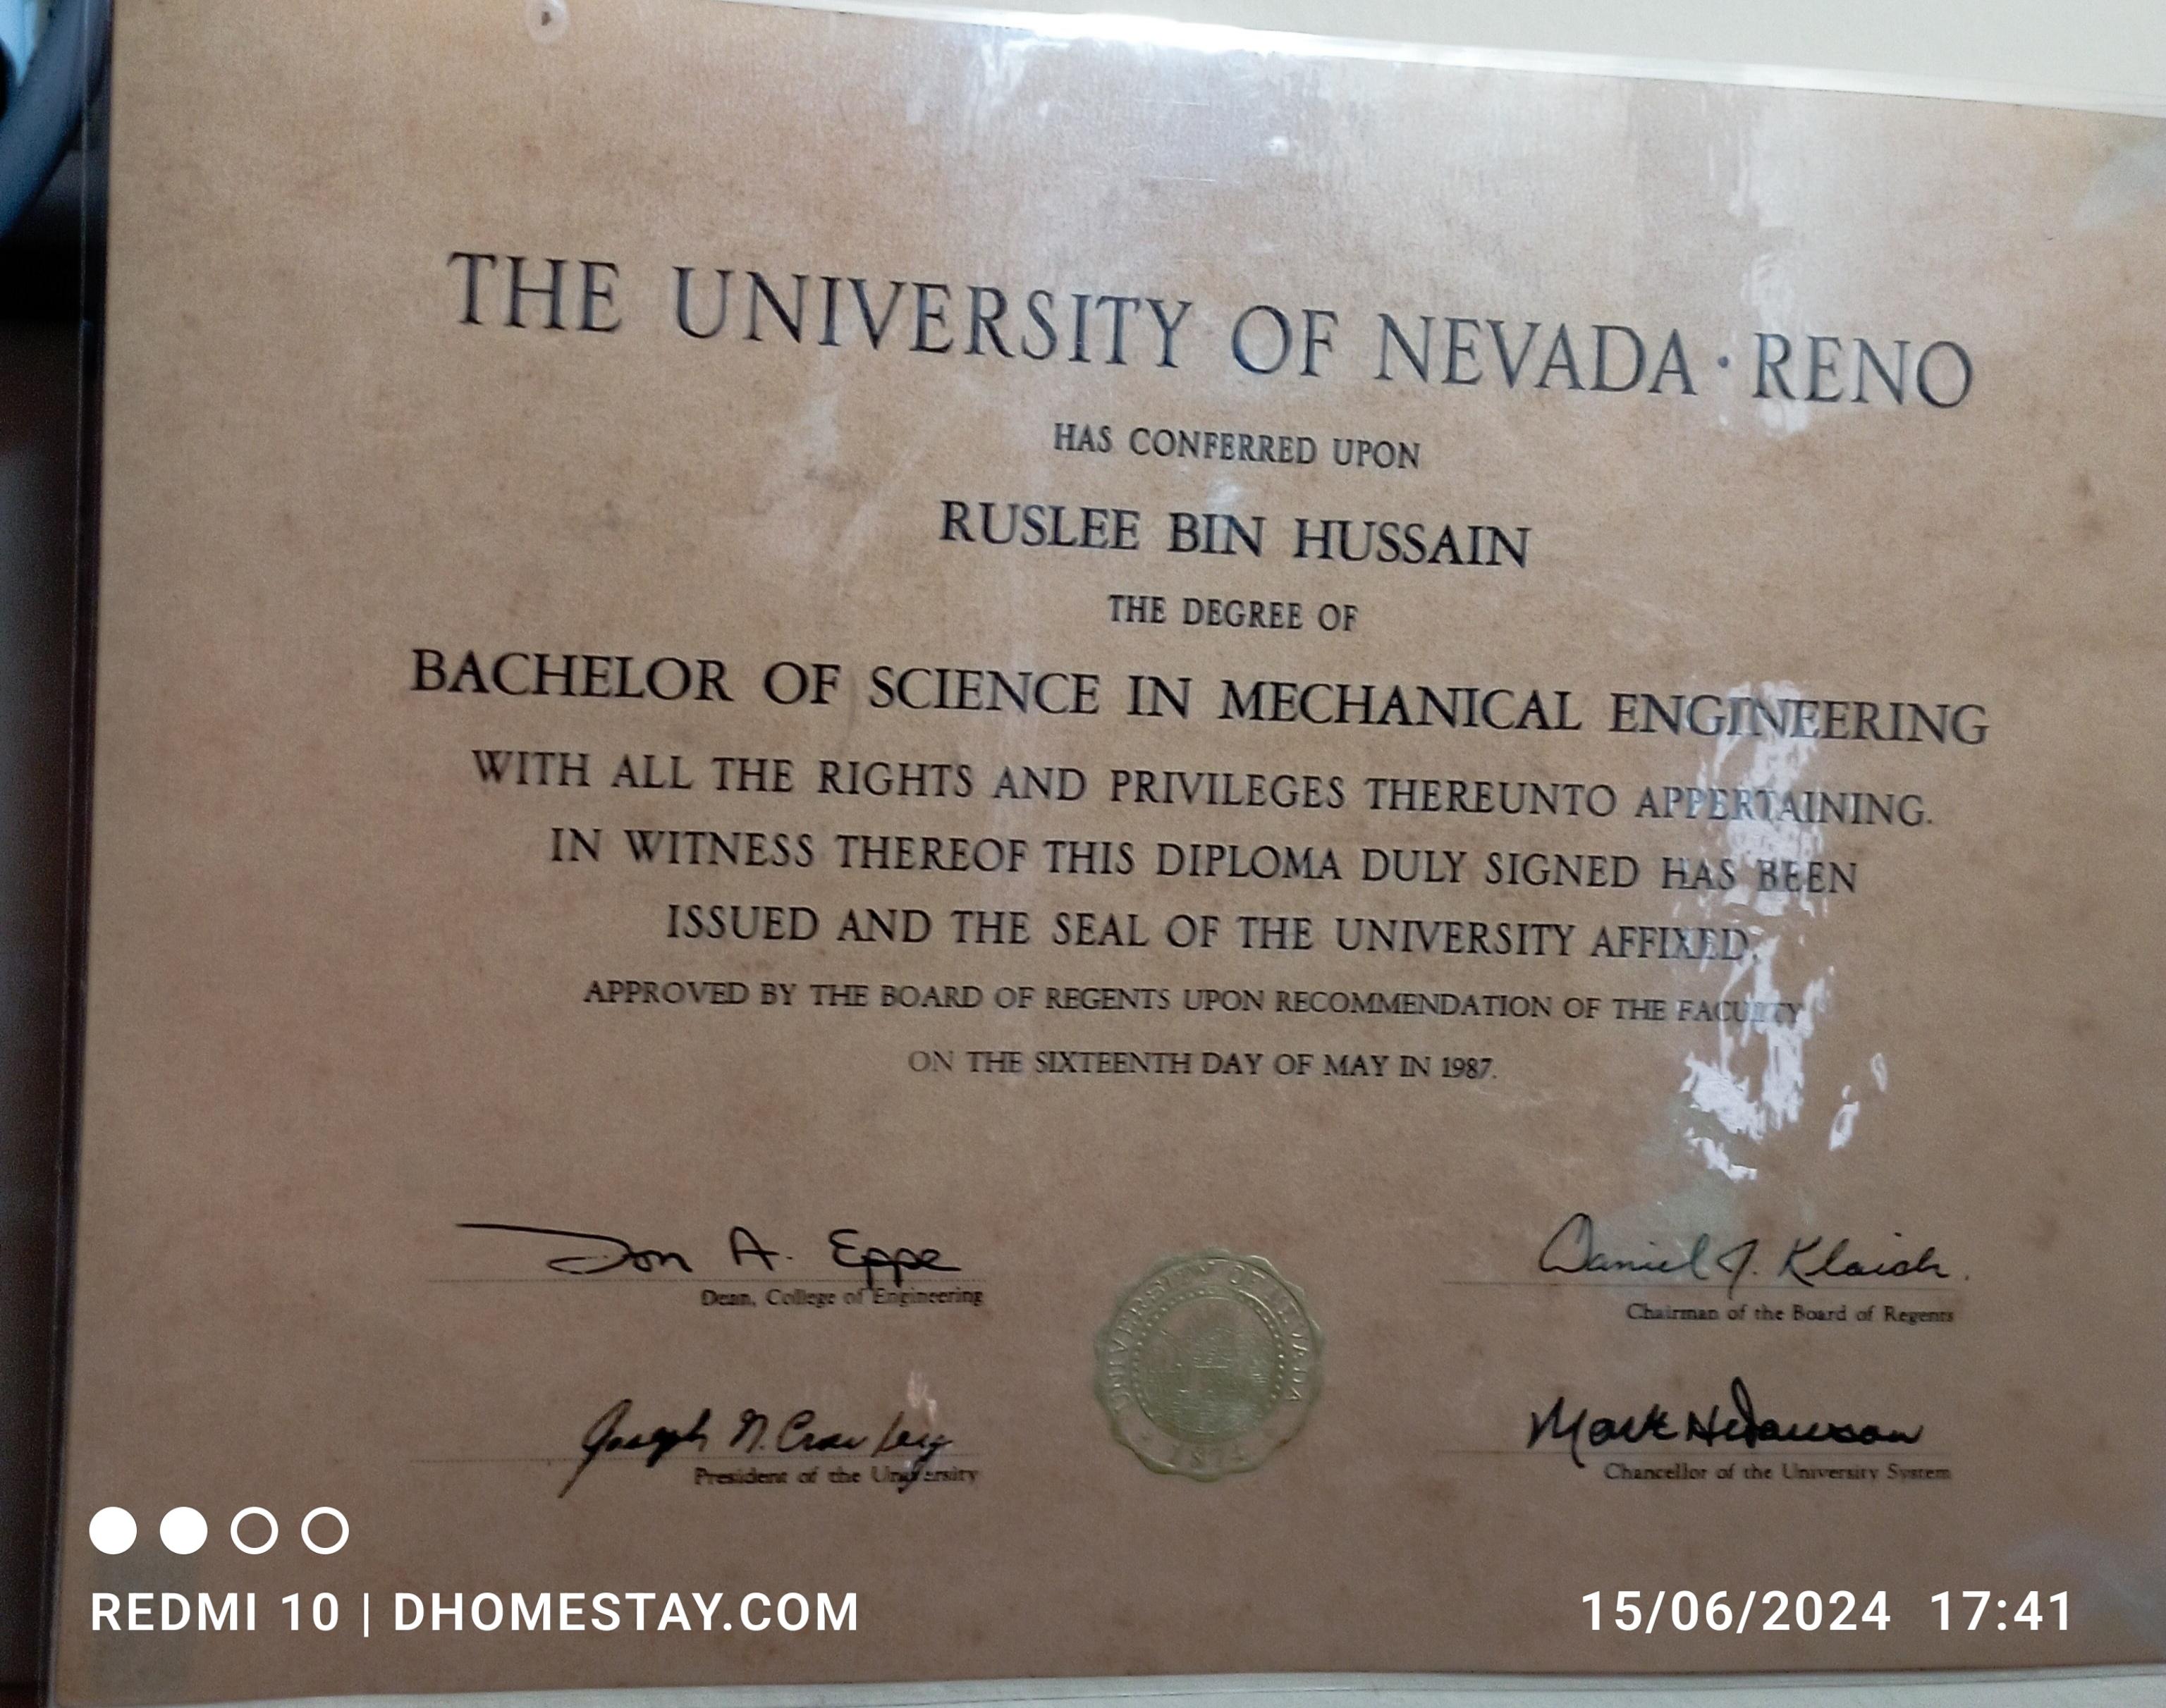 THE UNIVERSITY OF NEVADA · RENO
HAS CONFERRED UPON
RUSLEE BIN HUSSAIN
THE DEGREE OF
BACHELOR OF SCIENCE IN MECHANICAL ENGINEERING
WITH ALL THE RIGHTS AND PRIVILEGES THEREUNTO APPERTAINING.
IN WITNESS THEREOF THIS DIPLOMA DULY SIGNED HAS BEEN
ISSUED AND THE SEAL OF THE UNIVERSITY AFFIXED.
APPROVED BY THE BOARD OF REGENTS UPON RECOMMENDATION OF THE FACULTY
ON THE SIXTEENTH DAY OF MAY IN 1987.
Daniel J. Klaich.
Dean, College of Engineering
Chairman of the Board of Regents
UNIVERSITY OF NEVADA
Joseph N. Crowley
Mark H Dawson
President of the University
Chancellor of the University System
REDMI 10 | DHOMESTAY.COM
15/06/2024 17:41